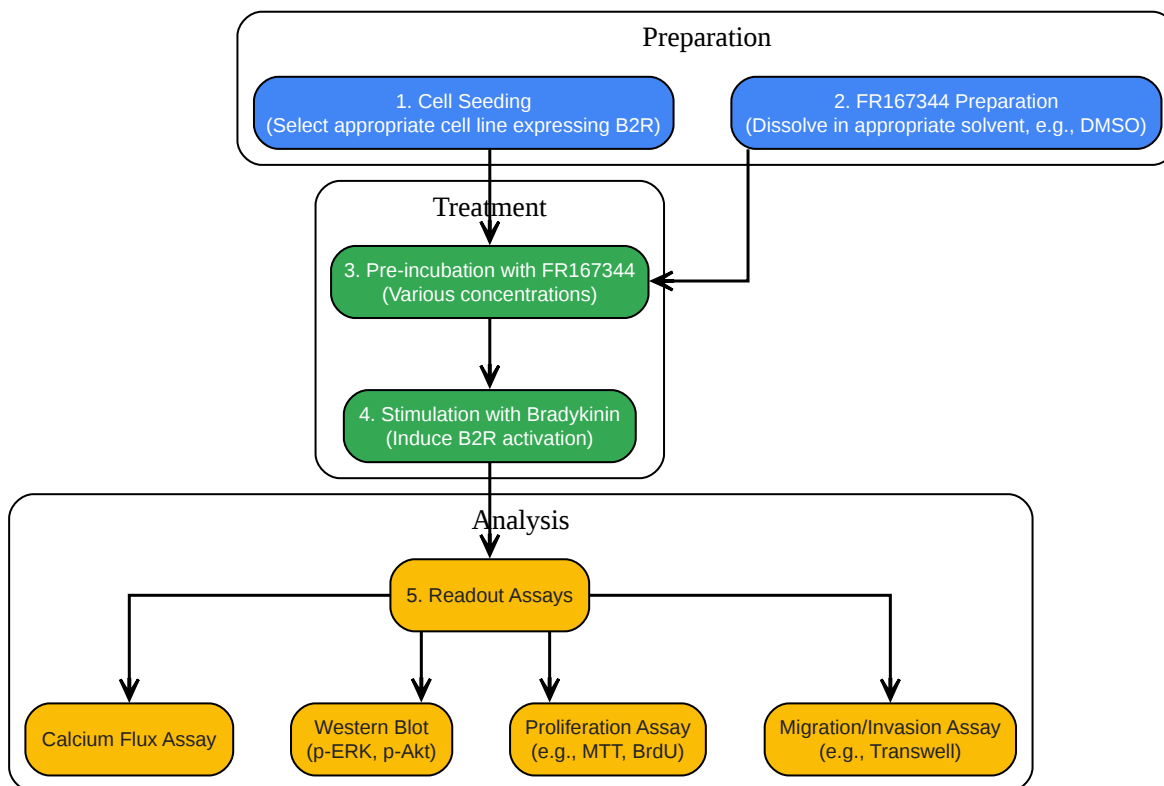 Preparation
1. Cell Seeding
(Select appropriate cell line expressing B2R)
2. FR167344 Preparation
(Dissolve in appropriate solvent, e.g., DMSO)
Treatment
3. Pre-incubation with FR167344
(Various concentrations)
4. Stimulation with Bradykinin
(Induce B2R activation)
Analysis
5. Readout Assays
Calcium Flux Assay
Western Blot
(p-ERK, p-Akt)
Proliferation Assay
(e.g., MTT, BrdU)
Migration/Invasion Assay
(e.g., Transwell)